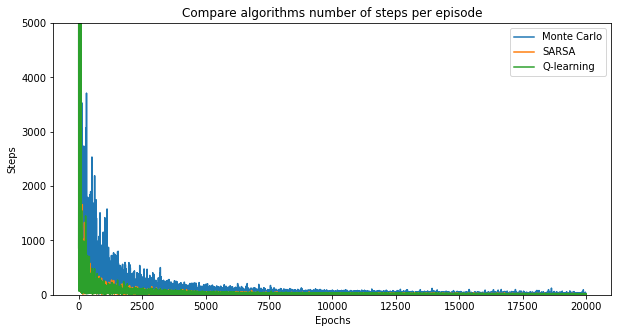 Compare algorithms number of steps per episode
Monte Carlo
SARSA
Q-learning
5000
4000
3000
2000
1000
0
Steps
0 2500 5000 7500 10000 12500 15000 17500 20000
Epochs